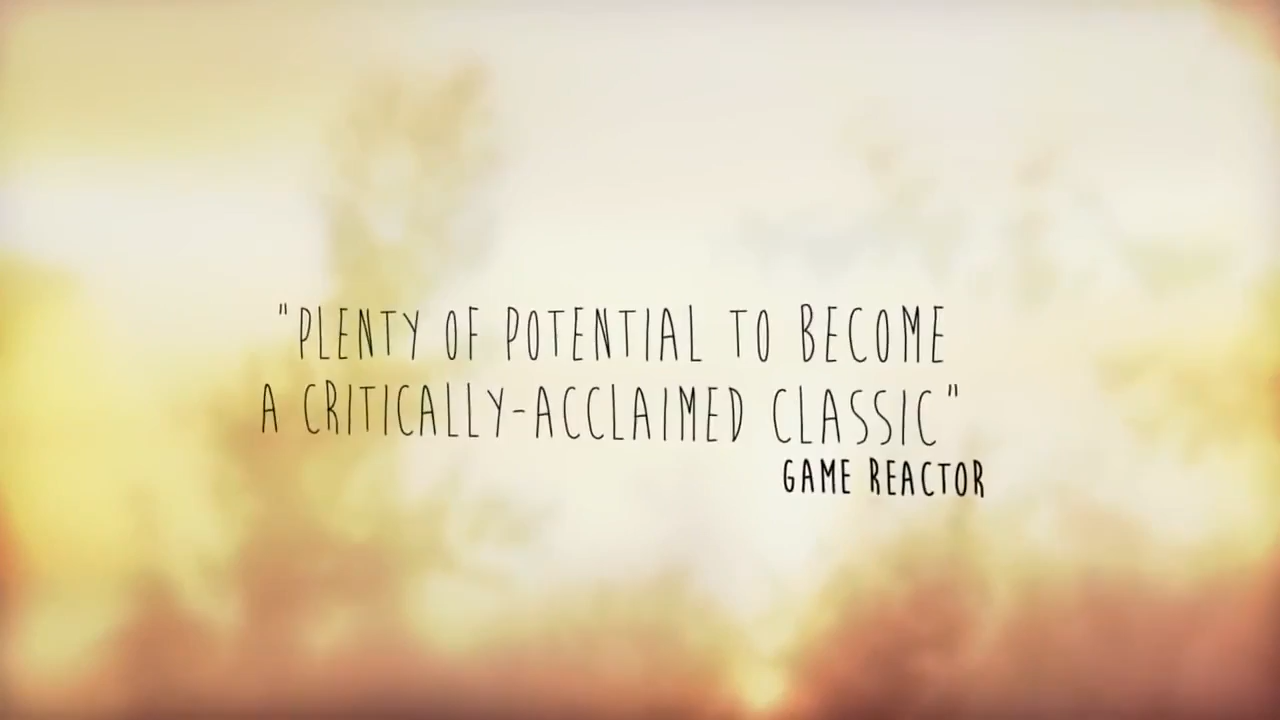 "PLENTY OF POTENTIAL TO BECOME
A CRITICALLY-ACCLAIMED CLASSIC"
GAME REACTOR